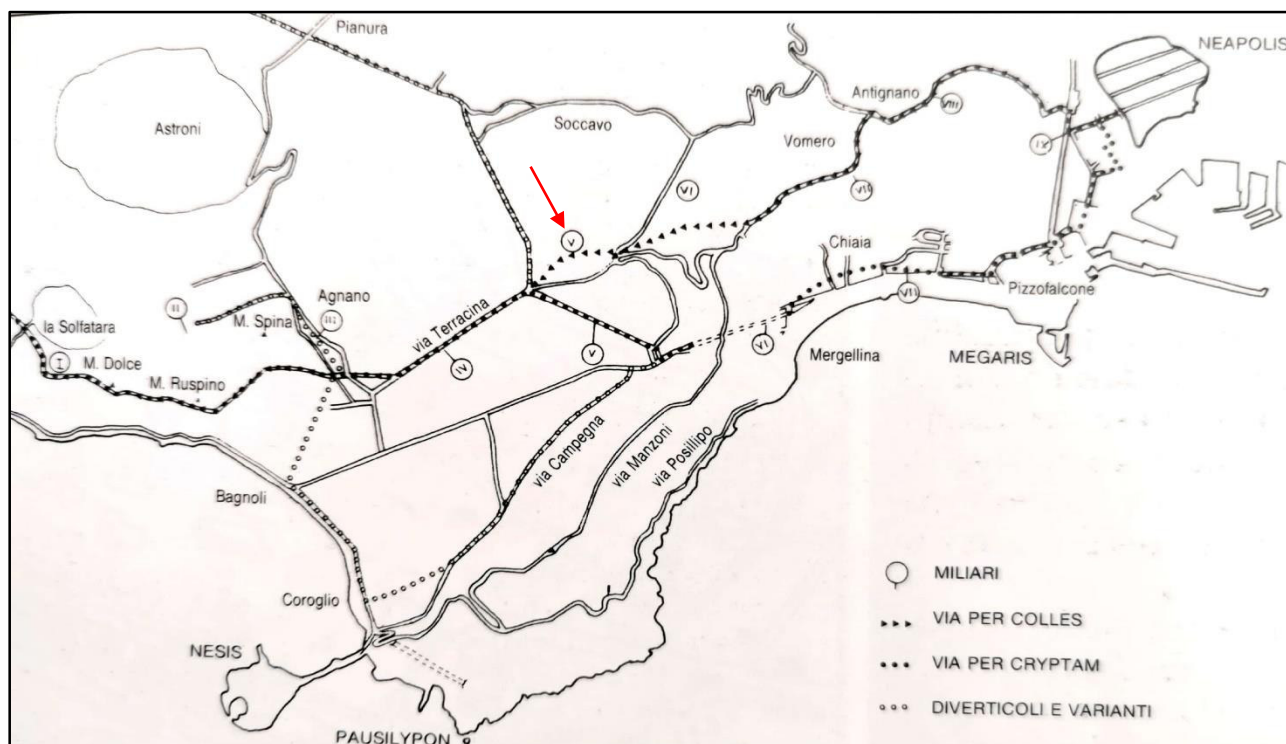 Pianura
NEAPOLIS
Astroni
Soccavo
Antignano
VIII
Vomero
IX
VI
VII
V
Chiaia
II
Agnano
III
M. Spina
la Solfatara
I
M. Dolce
M. Ruspino
via Terracina
IV
V
VI
VII
Pizzofalcone
Mergellina
MEGARIS
via Campegna
via Manzoni
via Posillipo
Bagnoli
Coroglio
NESIS
PAUSILYPON
MILIARI
VIA PER COLLES
VIA PER CRYPTAM
DIVERTICOLI E VARIANTI